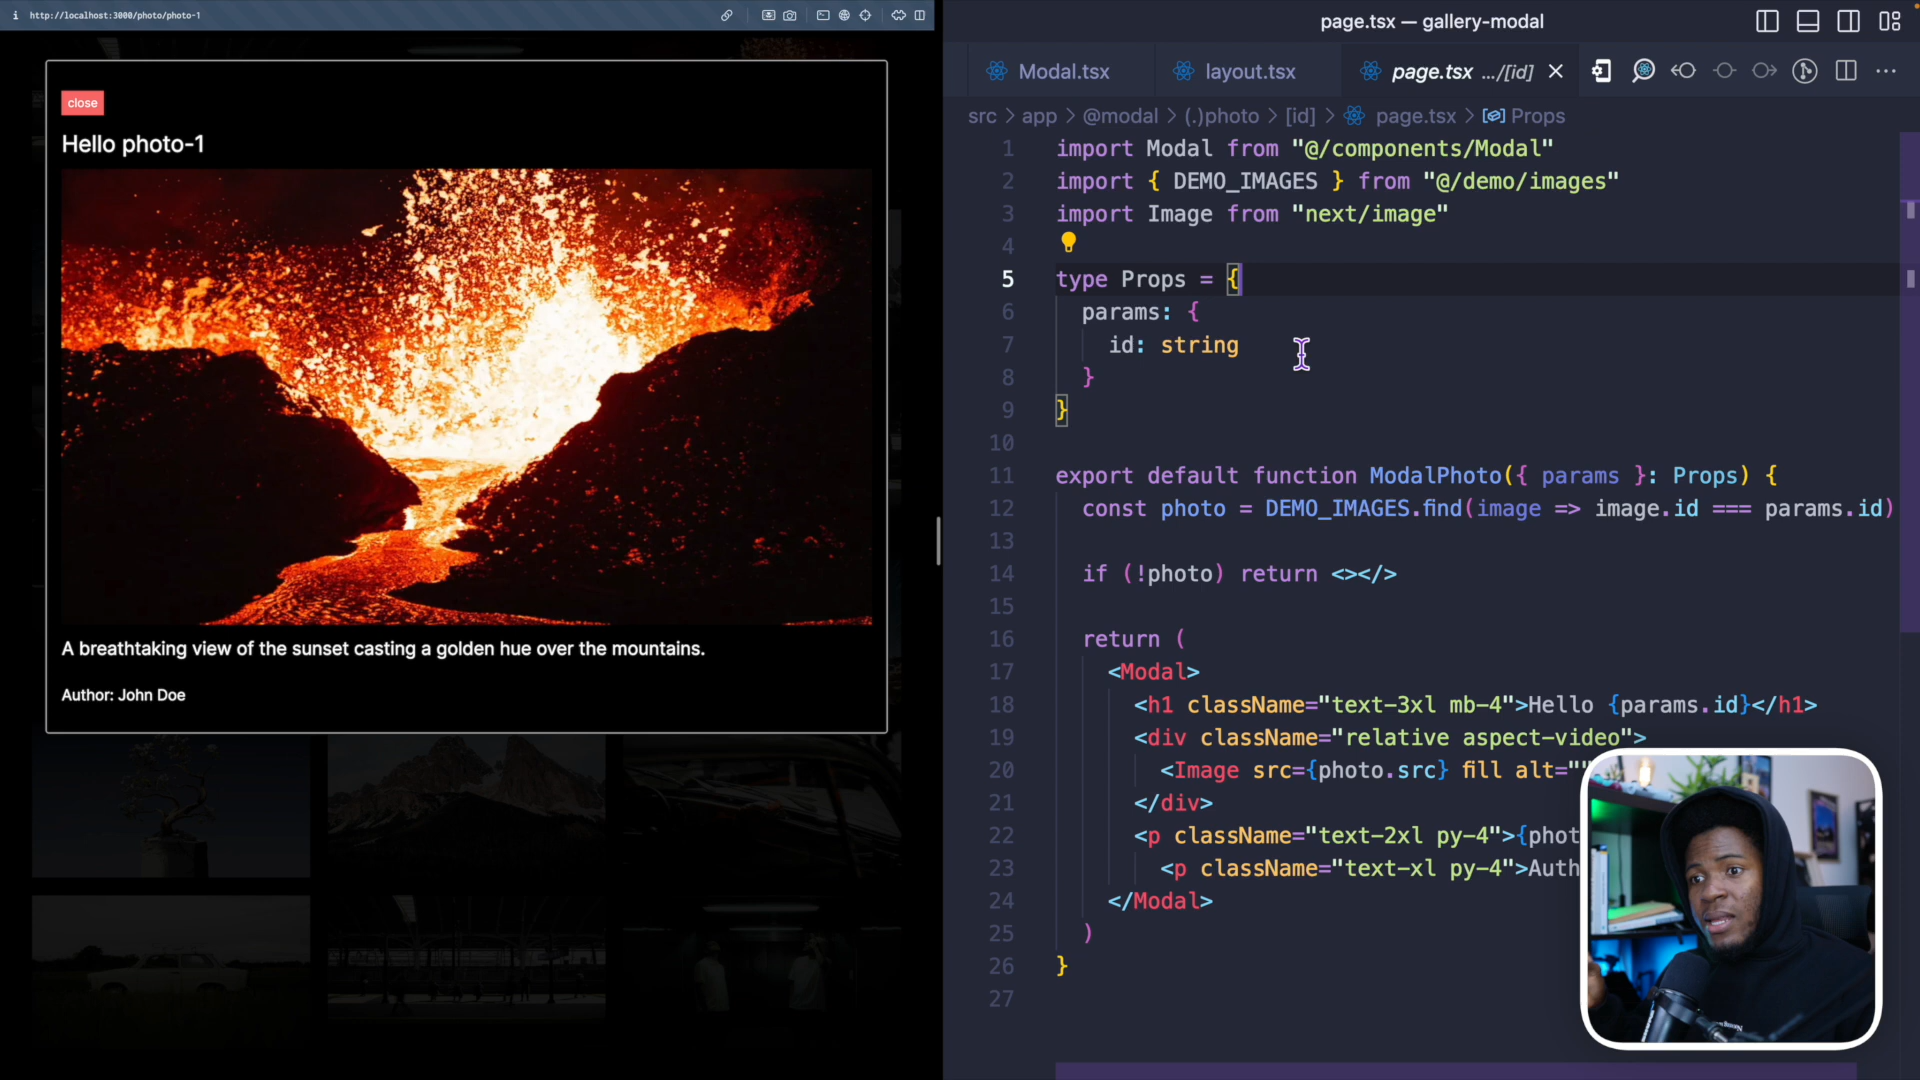 http://localhost:3000/photo/photo-1
close
Hello photo-1
A breathtaking view of the sunset casting a golden hue over the mountains.
Author: John Doe
page.tsx — gallery-modal
Modal.tsx
layout.tsx
page.tsx .../[id]
src > app > @modal > (.)photo > [id] > page.tsx > Props
1 import Modal from "@/components/Modal"
2 import { DEMO_IMAGES } from "@/demo/images"
3 import Image from "next/image"
4
5 type Props = {
6 params: {
7 id: string
8 }
9 }
10
11 export default function ModalPhoto({ params }: Props) {
12 const photo = DEMO_IMAGES.find(image => image.id === params.id)
13
14 if (!photo) return <></>
15
16 return (
17 <Modal>
18 <h1 className="text-3xl mb-4">Hello {params.id}</h1>
19 <div className="relative aspect-video">
20 <Image src={photo.src} fill alt=""
21 </div>
22 <p className="text-2xl py-4">{phot
23 <p className="text-xl py-4">Auth
24 </Modal>
25 )
26 }
27